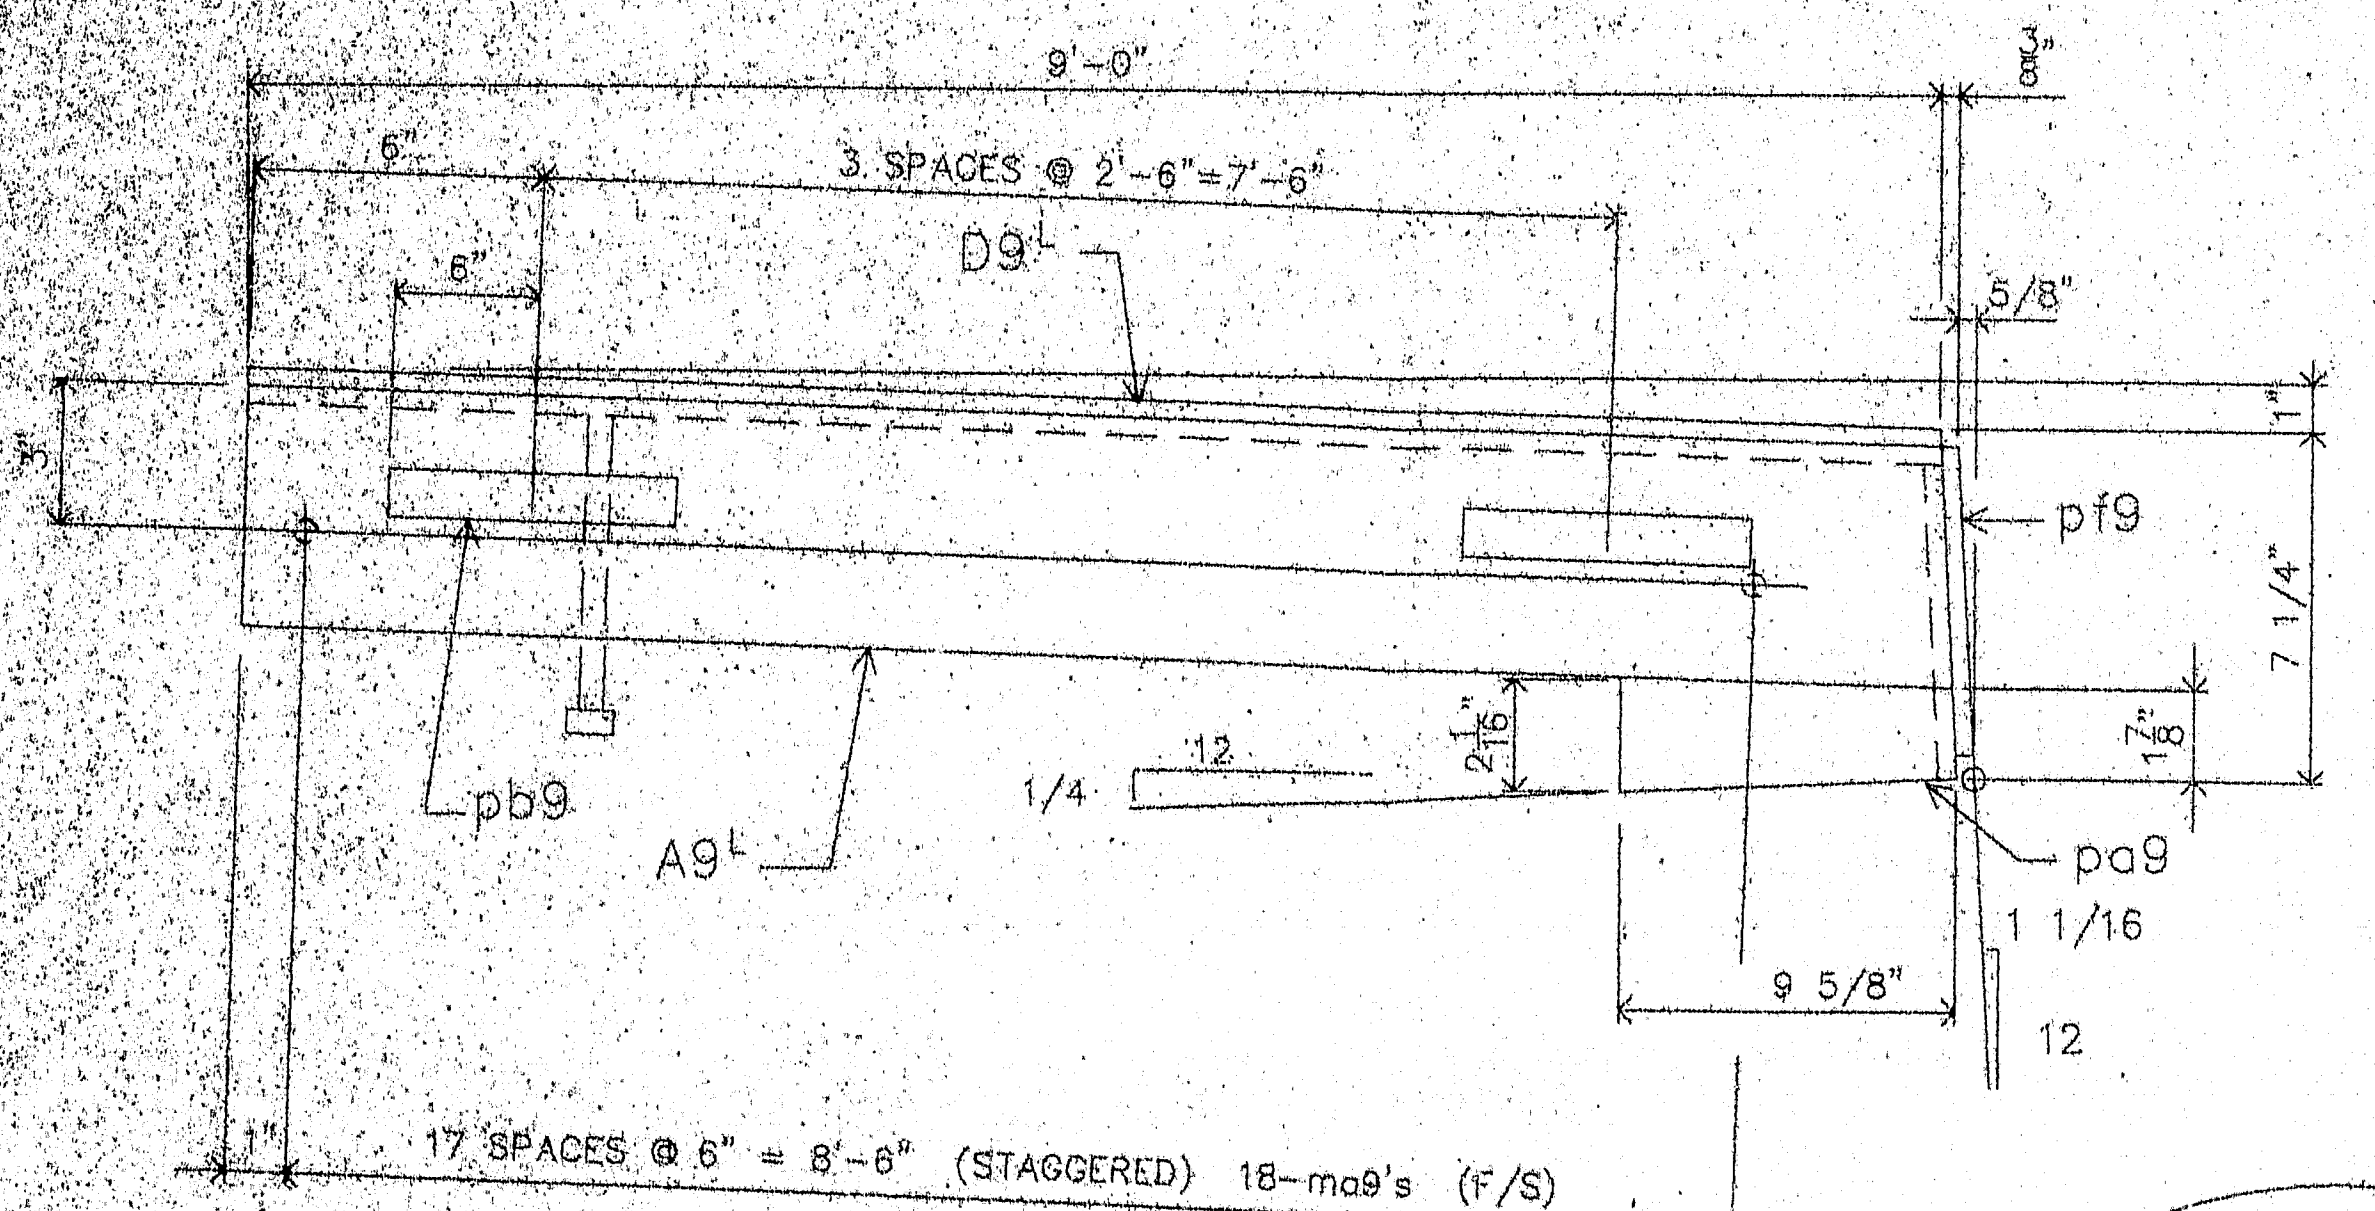 9'-0"
3/8"
6"
3 SPACES @ 2'-6"=7'-6"
D9ᴸ
6"
5/8"
1"
3"
pf9
7 1/4"
2 1/16"
1 7/8"
12
1/4
pb9
A9ᴸ
pa9
1 1/16
9 5/8"
12
1"
17 SPACES @ 6" = 8'-6" (STAGGERED) 18-ma9's (F/S)